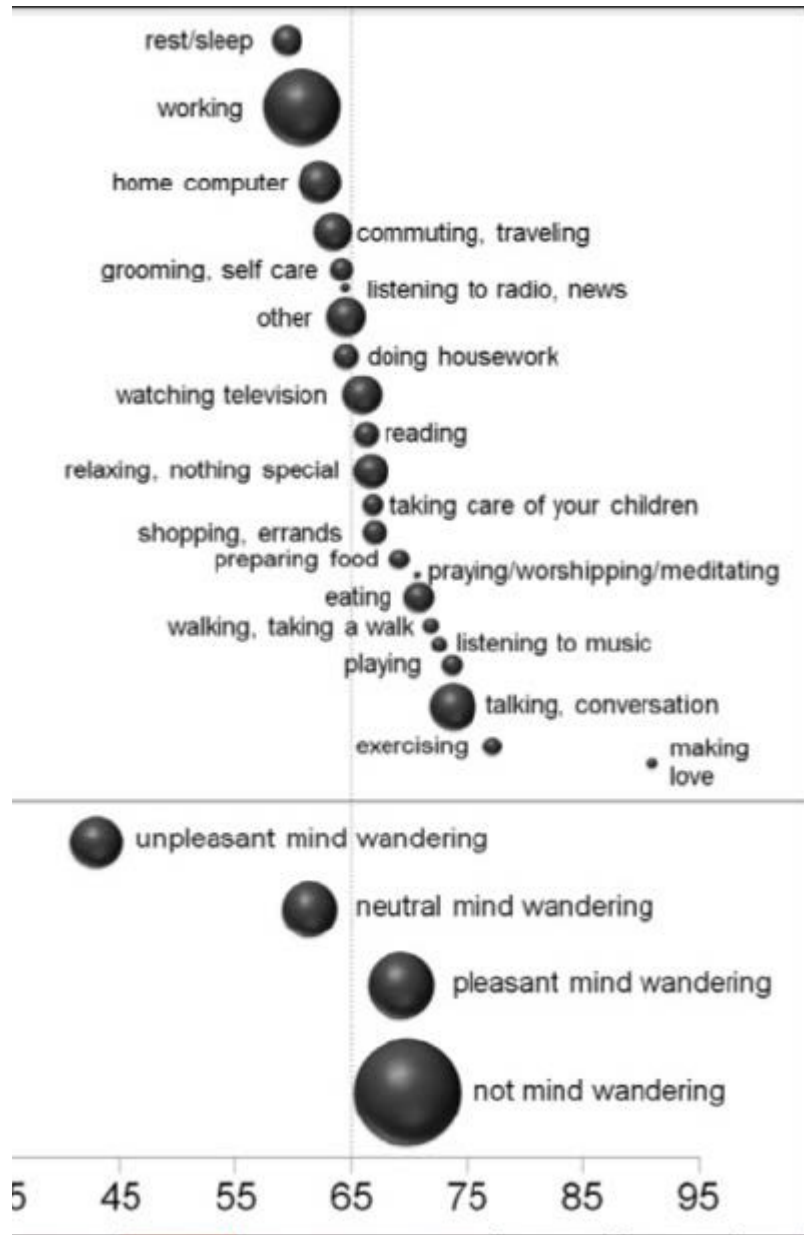 rest/sleep
working
home computer
commuting, traveling
grooming, self care
listening to radio, news
other
doing housework
watching television
reading
relaxing, nothing special
taking care of your children
shopping, errands
preparing food
praying/worshipping/meditating
eating
walking, taking a walk
listening to music
playing
talking, conversation
exercising
making
love
unpleasant mind wandering
neutral mind wandering
pleasant mind wandering
not mind wandering
5 45 55 65 75 85 95